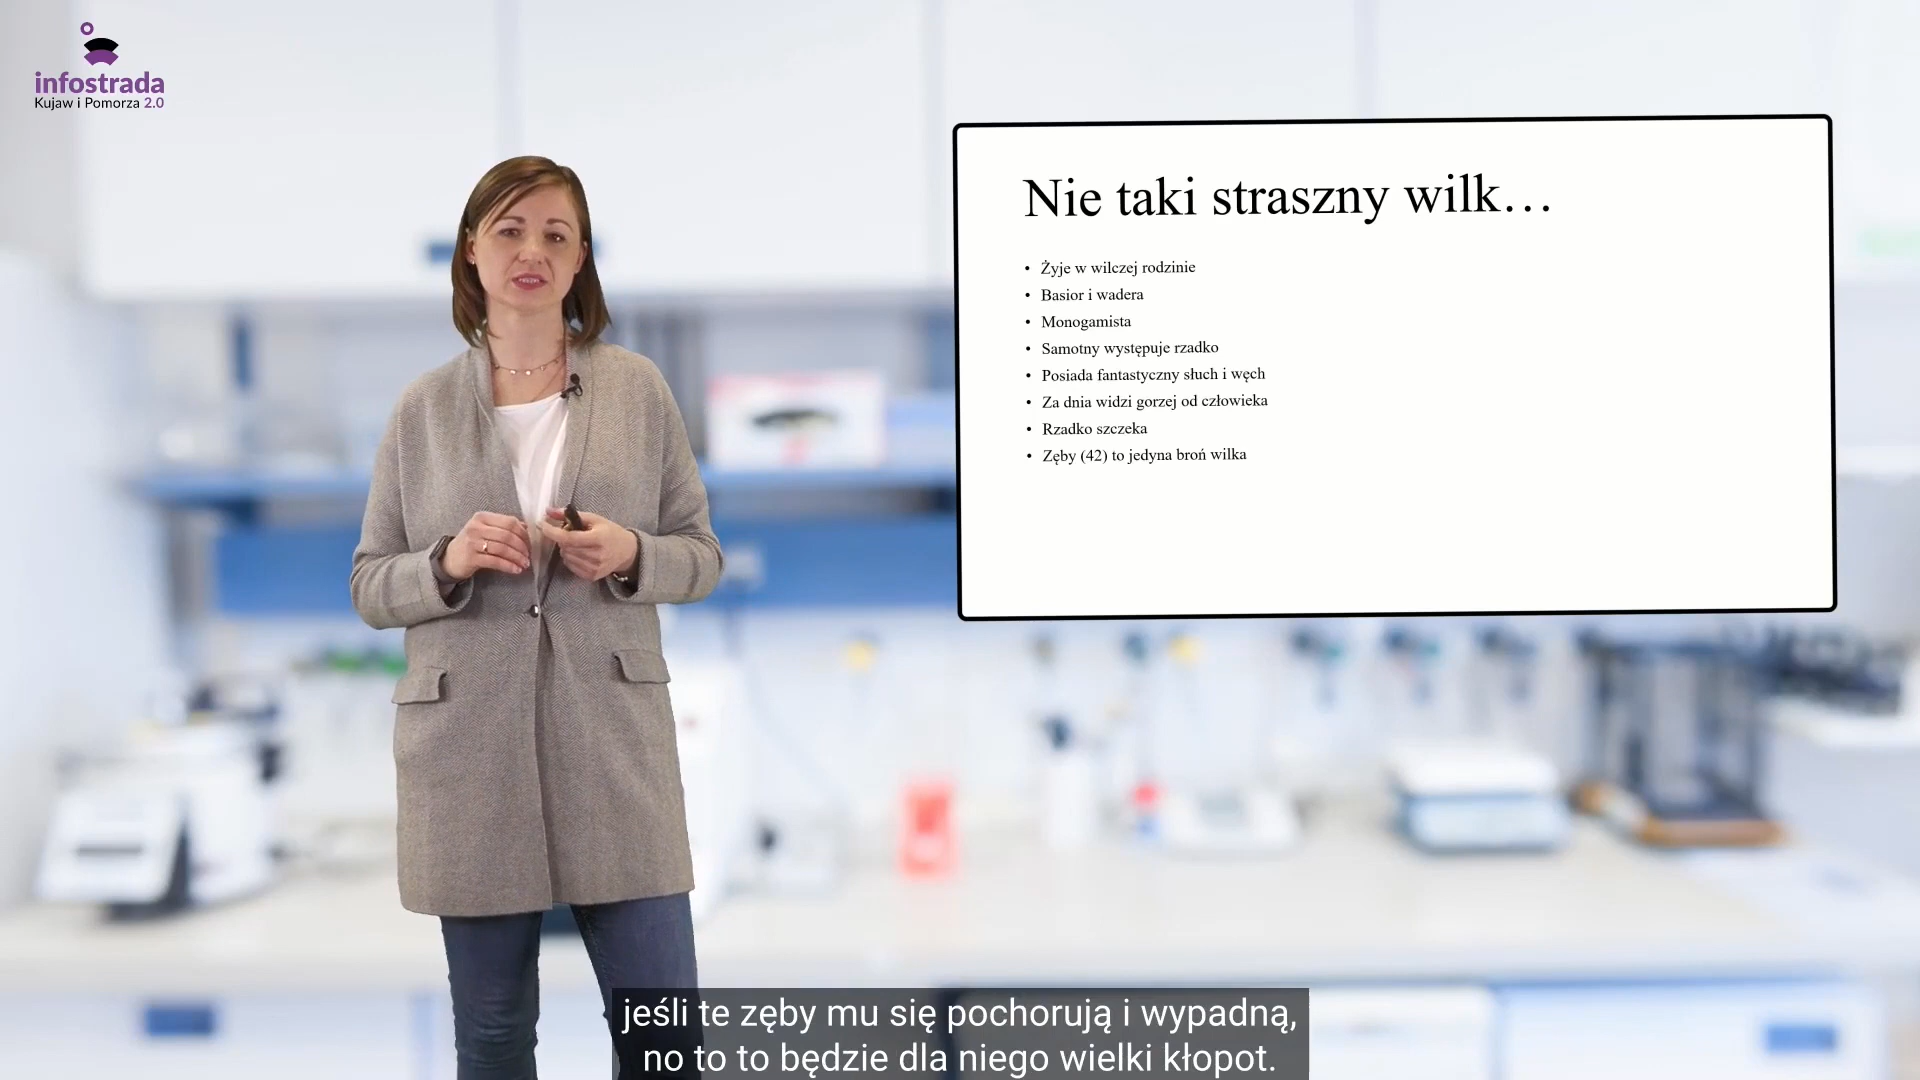 infostrada
Kujaw i Pomorza 2.0
Nie taki straszny wilk…
• Żyje w wilczej rodzinie
• Basior i wadera
• Monogamista
• Samotny występuje rzadko
• Posiada fantastyczny słuch i węch
• Za dnia widzi gorzej od człowieka
• Rzadko szczeka
• Zęby (42) to jedyna broń wilka
jeśli te zęby mu się pochorują i wypadną,
no to to będzie dla niego wielki kłopot.